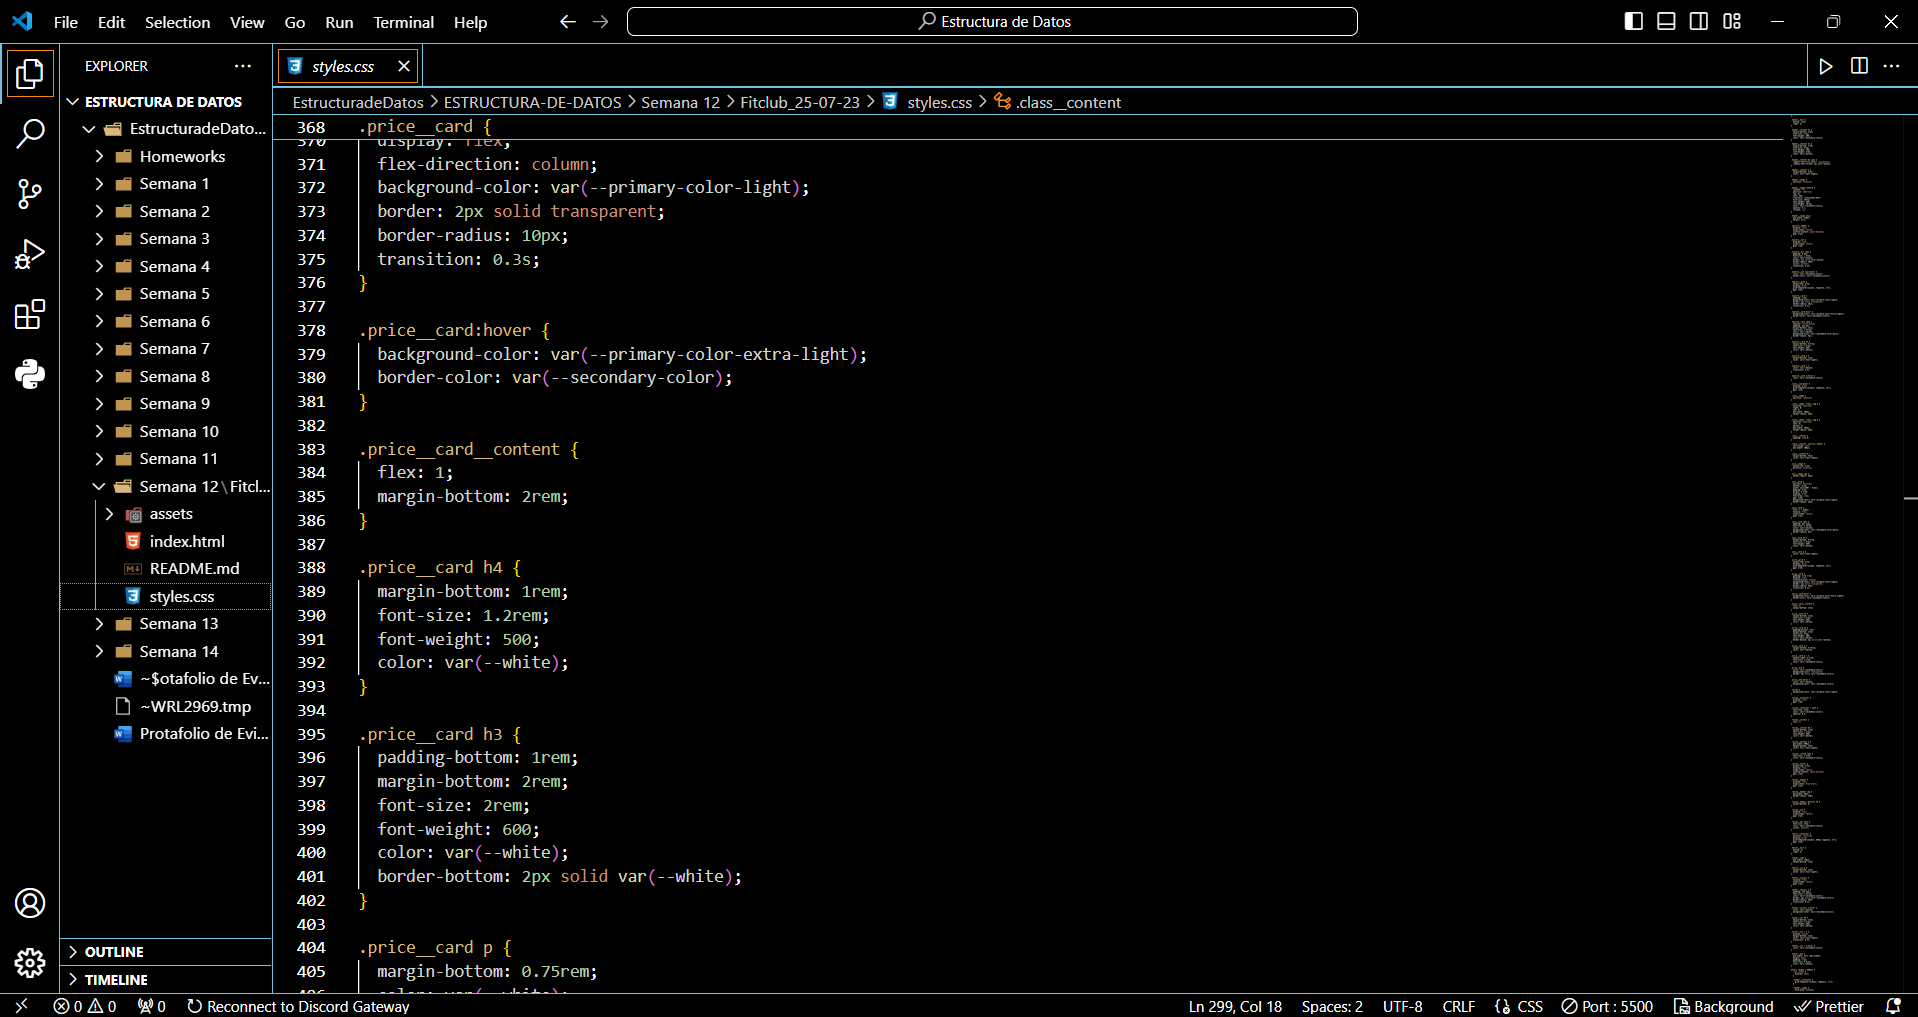 File Edit Selection View Go Run Terminal Help
Estructura de Datos
EXPLORER
ESTRUCTURA DE DATOS
EstructuradeDato...
Homeworks
Semana 1
Semana 2
Semana 3
Semana 4
Semana 5
Semana 6
Semana 7
Semana 8
Semana 9
Semana 10
Semana 11
Semana 12\Fitcl...
assets
index.html
README.md
styles.css
Semana 13
Semana 14
~$otafolio de Ev...
~WRL2969.tmp
Protafolio de Evi...
OUTLINE
TIMELINE
styles.css
EstructuradeDatos > ESTRUCTURA-DE-DATOS > Semana 12 > Fitclub_25-07-23 > styles.css > .class__content
368 .price__card {
370 display: flex;
371 flex-direction: column;
372 background-color: var(--primary-color-light);
373 border: 2px solid transparent;
374 border-radius: 10px;
375 transition: 0.3s;
376 }
377
378 .price__card:hover {
379 background-color: var(--primary-color-extra-light);
380 border-color: var(--secondary-color);
381 }
382
383 .price__card__content {
384 flex: 1;
385 margin-bottom: 2rem;
386 }
387
388 .price__card h4 {
389 margin-bottom: 1rem;
390 font-size: 1.2rem;
391 font-weight: 500;
392 color: var(--white);
393 }
394
395 .price__card h3 {
396 padding-bottom: 1rem;
397 margin-bottom: 2rem;
398 font-size: 2rem;
399 font-weight: 600;
400 color: var(--white);
401 border-bottom: 2px solid var(--white);
402 }
403
404 .price__card p {
405 margin-bottom: 0.75rem;
406 color: var(--white);
0 0 0 Reconnect to Discord Gateway
Ln 299, Col 18 Spaces: 2 UTF-8 CRLF {} CSS Port : 5500 Background Prettier